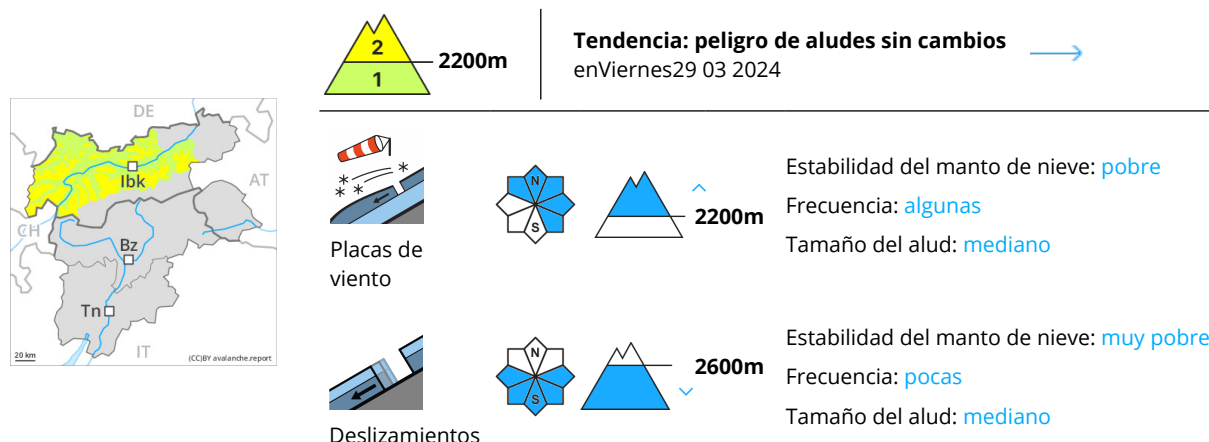 2
1
2200m
Tendencia: peligro de aludes sin cambios
enViernes29 03 2024
DE
AT
CH
IT
Ibk
Bz
Tn
20 km
(CC)BY avalanche.report
N
S
2200m
Placas de
viento
Estabilidad del manto de nieve: pobre
Frecuencia: algunas
Tamaño del alud: mediano
N
S
2600m
Deslizamientos
Estabilidad del manto de nieve: muy pobre
Frecuencia: pocas
Tamaño del alud: mediano